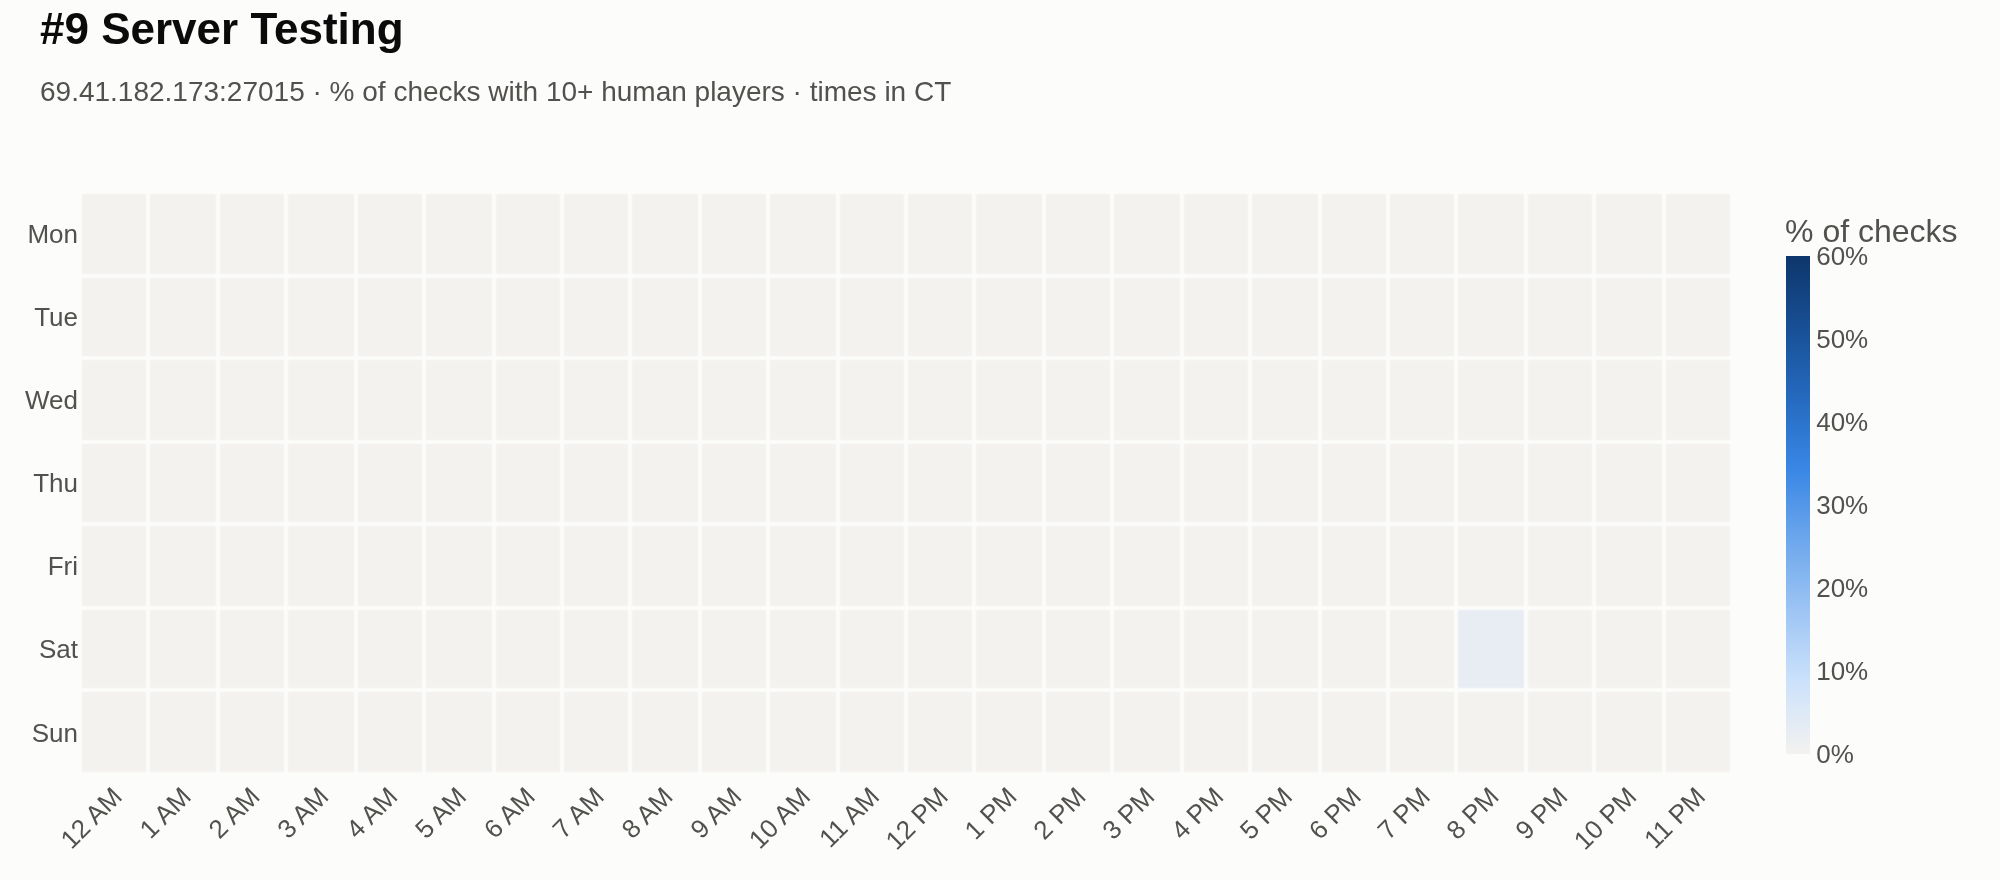 #9 Server Testing
69.41.182.173:27015 · % of checks with 10+ human players · times in CT
% of checks
60%
50%
40%
30%
20%
10%
0%
Mon
Tue
Wed
Thu
Fri
Sat
Sun
12 AM
1 AM
2 AM
3 AM
4 AM
5 AM
6 AM
7 AM
8 AM
9 AM
10 AM
11 AM
12 PM
1 PM
2 PM
3 PM
4 PM
5 PM
6 PM
7 PM
8 PM
9 PM
10 PM
11 PM